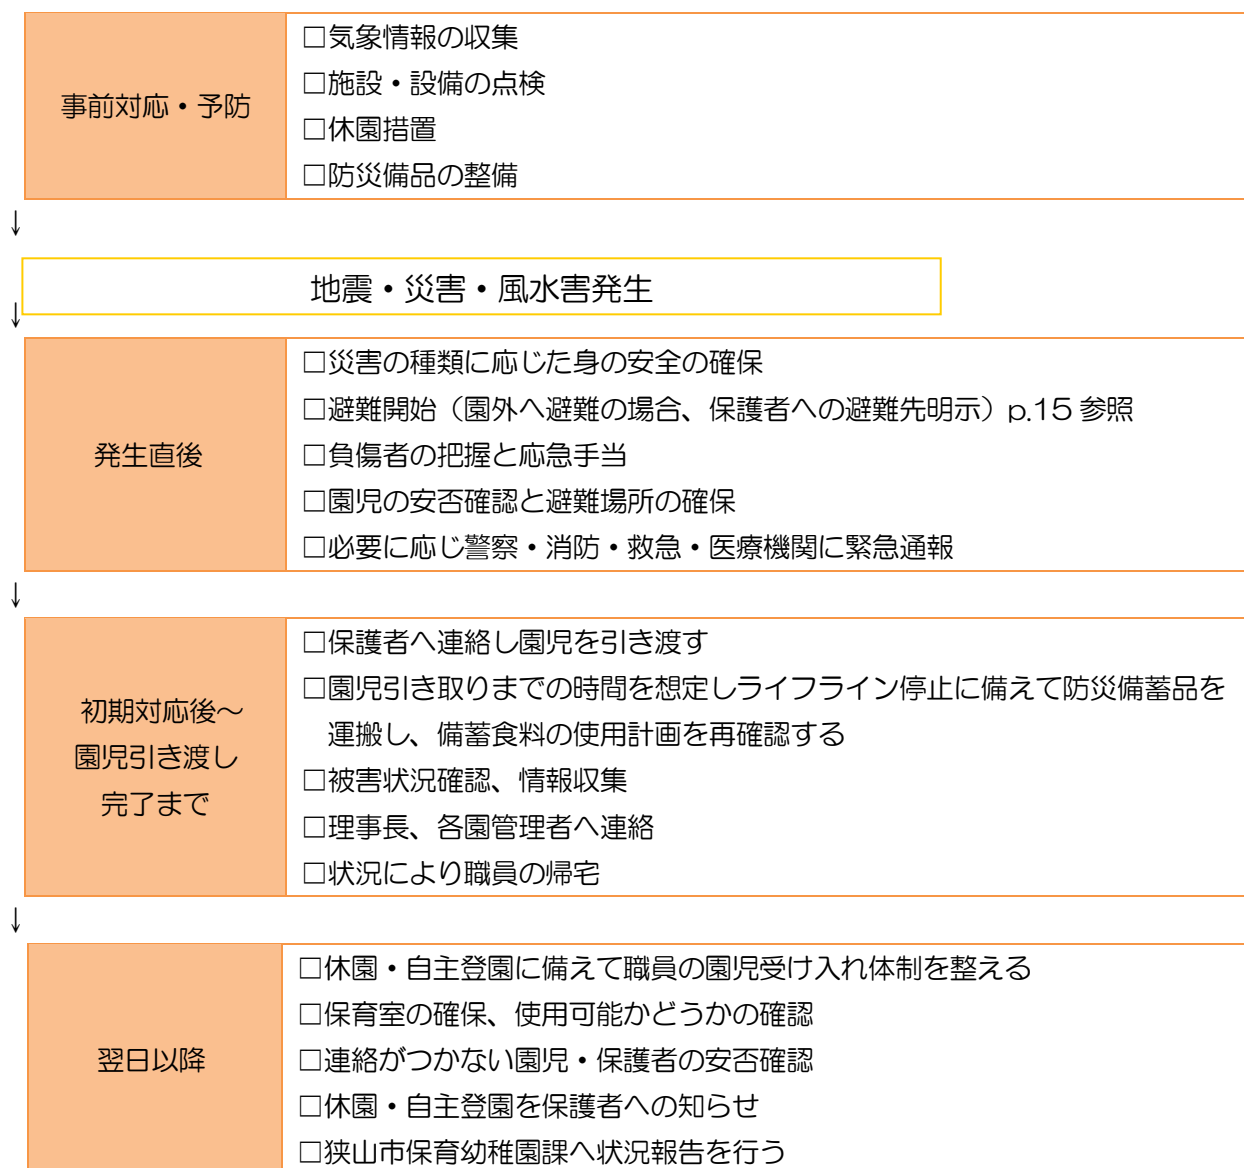 事前対応・予防
□気象情報の収集
□施設・設備の点検
□休園措置
□防災備品の整備
↓
地震・災害・風水害発生
↓
発生直後
□災害の種類に応じた身の安全の確保
□避難開始（園外へ避難の場合、保護者への避難先明示）p.15 参照
□負傷者の把握と応急手当
□園児の安否確認と避難場所の確保
□必要に応じ警察・消防・救急・医療機関に緊急通報
↓
初期対応後～
園児引き渡し
完了まで
□保護者へ連絡し園児を引き渡す
□園児引き取りまでの時間を想定しライフライン停止に備えて防災備蓄品を
運搬し、備蓄食料の使用計画を再確認する
□被害状況確認、情報収集
□理事長、各園管理者へ連絡
□状況により職員の帰宅
↓
翌日以降
□休園・自主登園に備えて職員の園児受け入れ体制を整える
□保育室の確保、使用可能かどうかの確認
□連絡がつかない園児・保護者の安否確認
□休園・自主登園を保護者への知らせ
□狭山市保育幼稚園課へ状況報告を行う